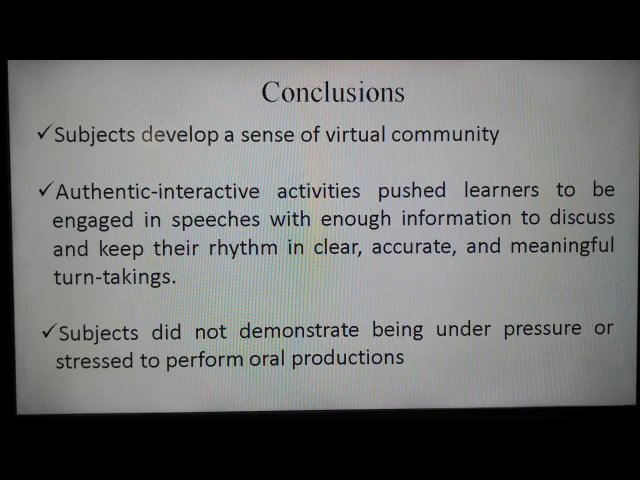 Conclusions
✓Subjects develop a sense of virtual community
✓Authentic-interactive activities pushed learners to be
engaged in speeches with enough information to discuss
and keep their rhythm in clear, accurate, and meaningful
turn-takings.
✓Subjects did not demonstrate being under pressure or
stressed to perform oral productions